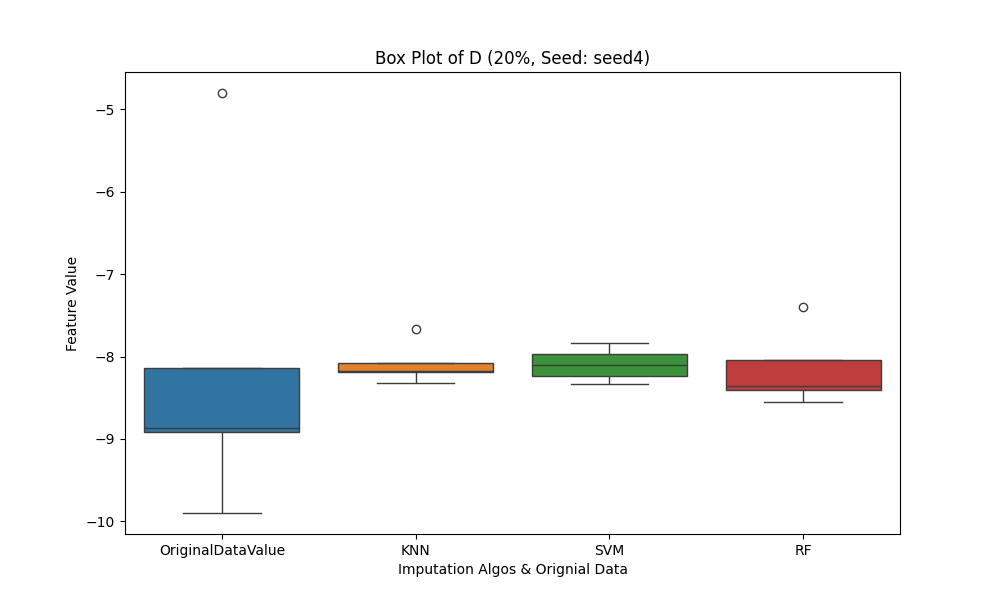 Box Plot of D (20%, Seed: seed4)
Feature Value
−5
−6
−7
−8
−9
−10
OriginalDataValue
KNN
SVM
RF
Imputation Algos & Orignial Data